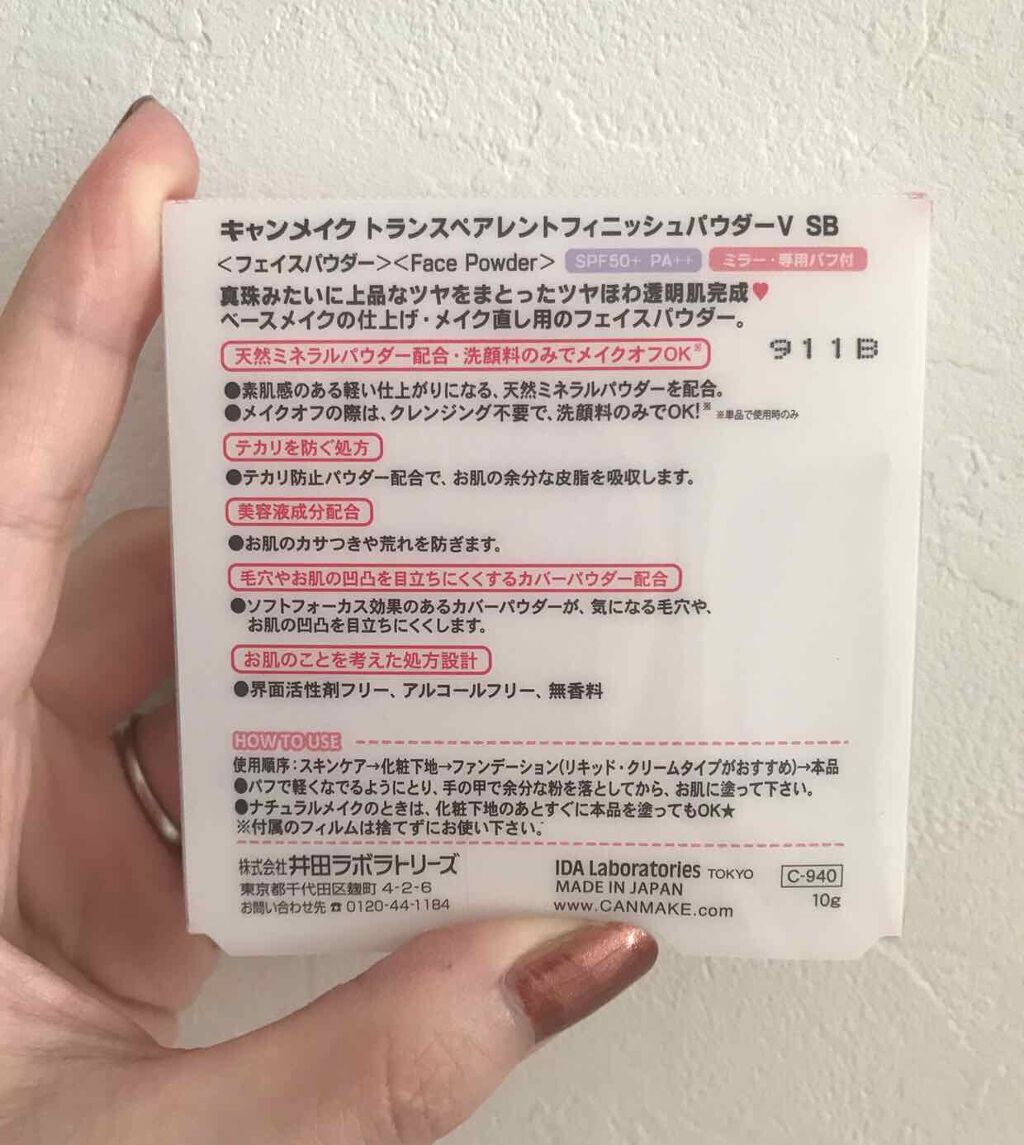 キャンメイク トランスペアレントフィニッシュパウダーV SB
＜フェイスパウダー＞＜Face Powder＞ SPF50+ PA++ ミラー・専用パフ付
真珠みたいに上品なツヤをまとったツヤほわ透明肌完成♥
ベースメイクの仕上げ・メイク直し用のフェイスパウダー。
911B
天然ミネラルパウダー配合・洗顔料のみでメイクオフOK※
●素肌感のある軽い仕上がりになる、天然ミネラルパウダーを配合。
●メイクオフの際は、クレンジング不要で、洗顔料のみでOK!※ ※単品で使用時のみ
テカリを防ぐ処方
●テカリ防止パウダー配合で、お肌の余分な皮脂を吸収します。
美容液成分配合
●お肌のカサつきや荒れを防ぎます。
毛穴やお肌の凹凸を目立ちにくくするカバーパウダー配合
●ソフトフォーカス効果のあるカバーパウダーが、気になる毛穴や、
お肌の凹凸を目立ちにくくします。
お肌のことを考えた処方設計
●界面活性剤フリー、アルコールフリー、無香料
HOW TO USE
使用順序：スキンケア→化粧下地→ファンデーション(リキッド・クリームタイプがおすすめ)→本品
●パフで軽くなでるようにとり、手の甲で余分な粉を落としてから、お肌に塗って下さい。
●ナチュラルメイクのときは、化粧下地のあとすぐに本品を塗ってもOK★
※付属のフィルムは捨てずにお使い下さい。
株式会社 井田ラボラトリーズ
東京都千代田区麹町 4-2-6
お問い合わせ先 ☎ 0120-44-1184
IDA Laboratories TOKYO
MADE IN JAPAN
www.CANMAKE.com
C-940
10g